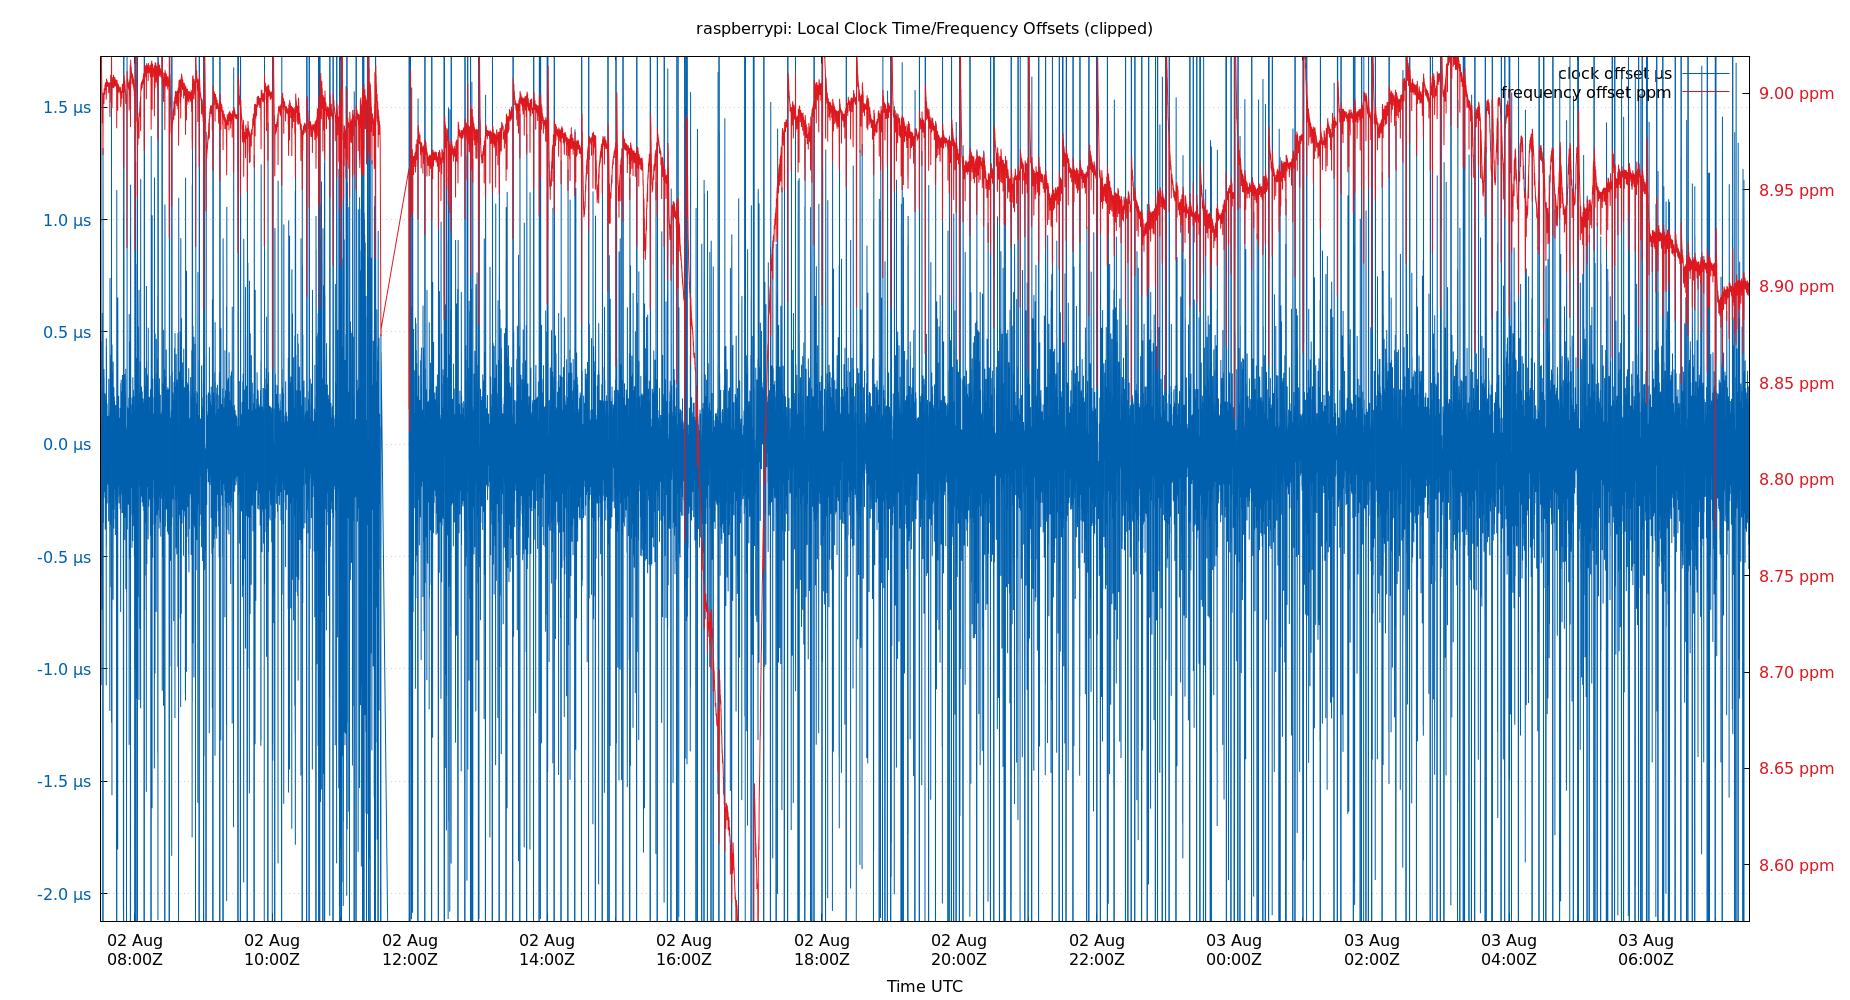 raspberrypi: Local Clock Time/Frequency Offsets (clipped)
clock offset µs
frequency offset ppm
1.5 µs
1.0 µs
0.5 µs
0.0 µs
-0.5 µs
-1.0 µs
-1.5 µs
-2.0 µs
9.00 ppm
8.95 ppm
8.90 ppm
8.85 ppm
8.80 ppm
8.75 ppm
8.70 ppm
8.65 ppm
8.60 ppm
02 Aug 02 Aug 02 Aug 02 Aug 02 Aug 02 Aug 02 Aug 02 Aug 03 Aug 03 Aug 03 Aug 03 Aug
08:00Z 10:00Z 12:00Z 14:00Z 16:00Z 18:00Z 20:00Z 22:00Z 00:00Z 02:00Z 04:00Z 06:00Z
Time UTC